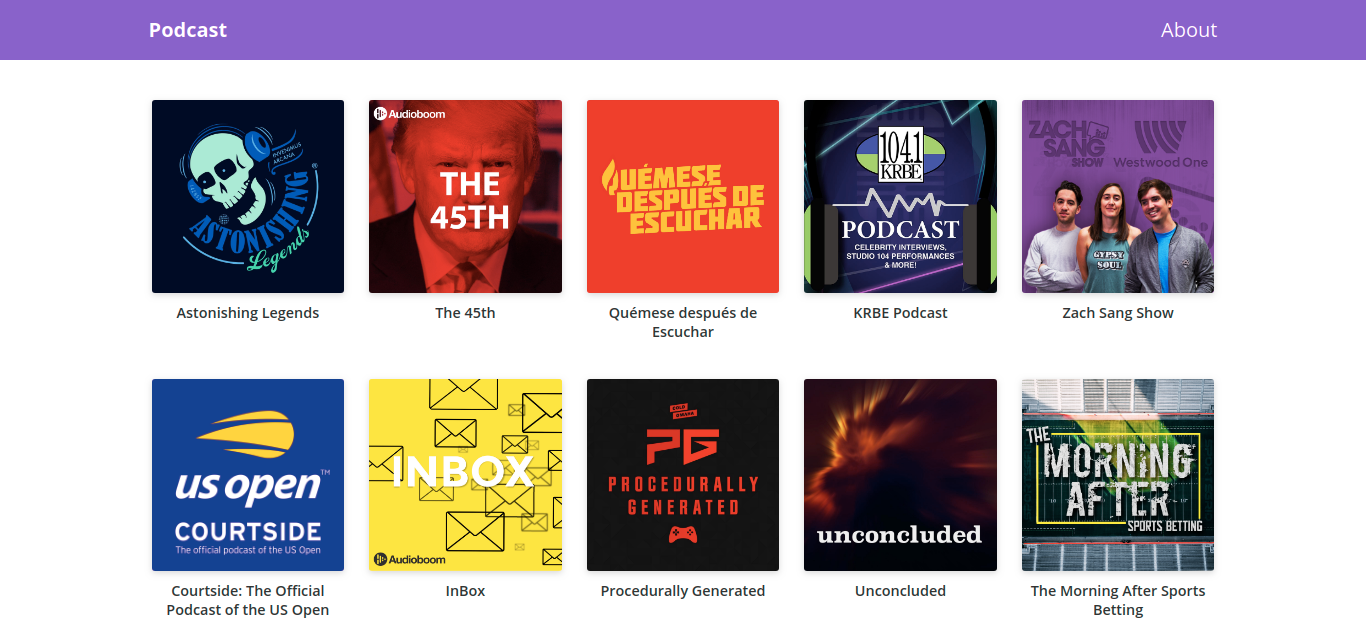 Podcast
About
INVENIMUS
ARCANA
ASTONISHING
Legends
®
Astonishing Legends
Audioboom
THE
45TH
The 45th
QUÉMESE
DESPUÉS DE
ESCUCHAR
Quémese después de
Escuchar
104.1
KRBE
PODCAST
CELEBRITY INTERVIEWS,
STUDIO 104 PERFORMANCES
& MORE!
KRBE Podcast
ZACH
SANG
SHOW
Westwood One
GYPSY
SOUL
Zach Sang Show
us open™
COURTSIDE
The official podcast of the US Open
Courtside: The Official
Podcast of the US Open
INBOX
Audioboom
InBox
PG
PROCEDURALLY
GENERATED
Procedurally Generated
unconcluded
Unconcluded
THE
MORNING
AFTER
SPORTS BETTING
The Morning After Sports
Betting